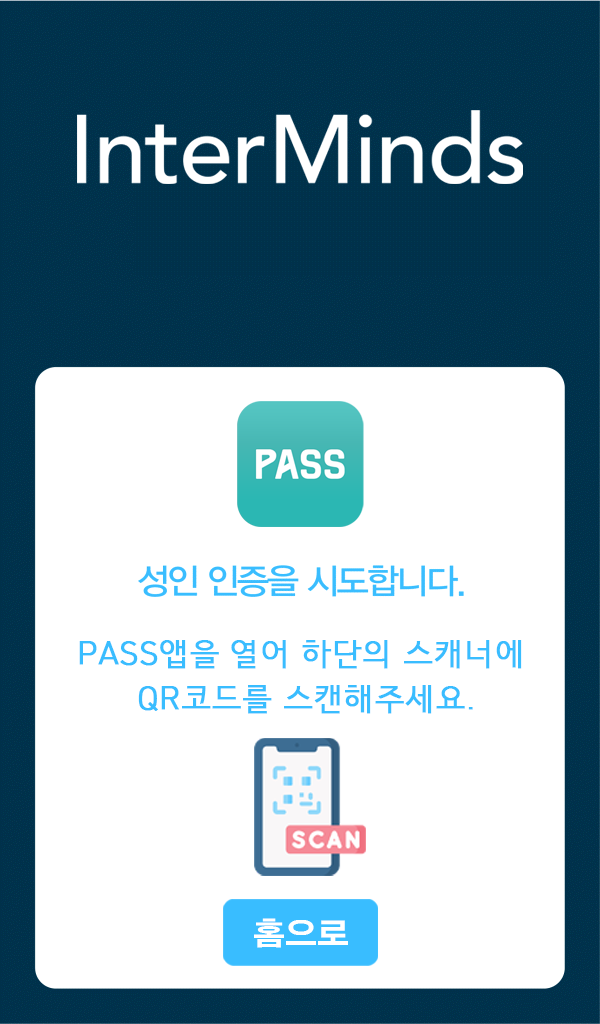 InterMinds
PASS
성인 인증을 시도합니다.
PASS앱을 열어 하단의 스캐너에
QR코드를 스캔해주세요.
SCAN
홈으로